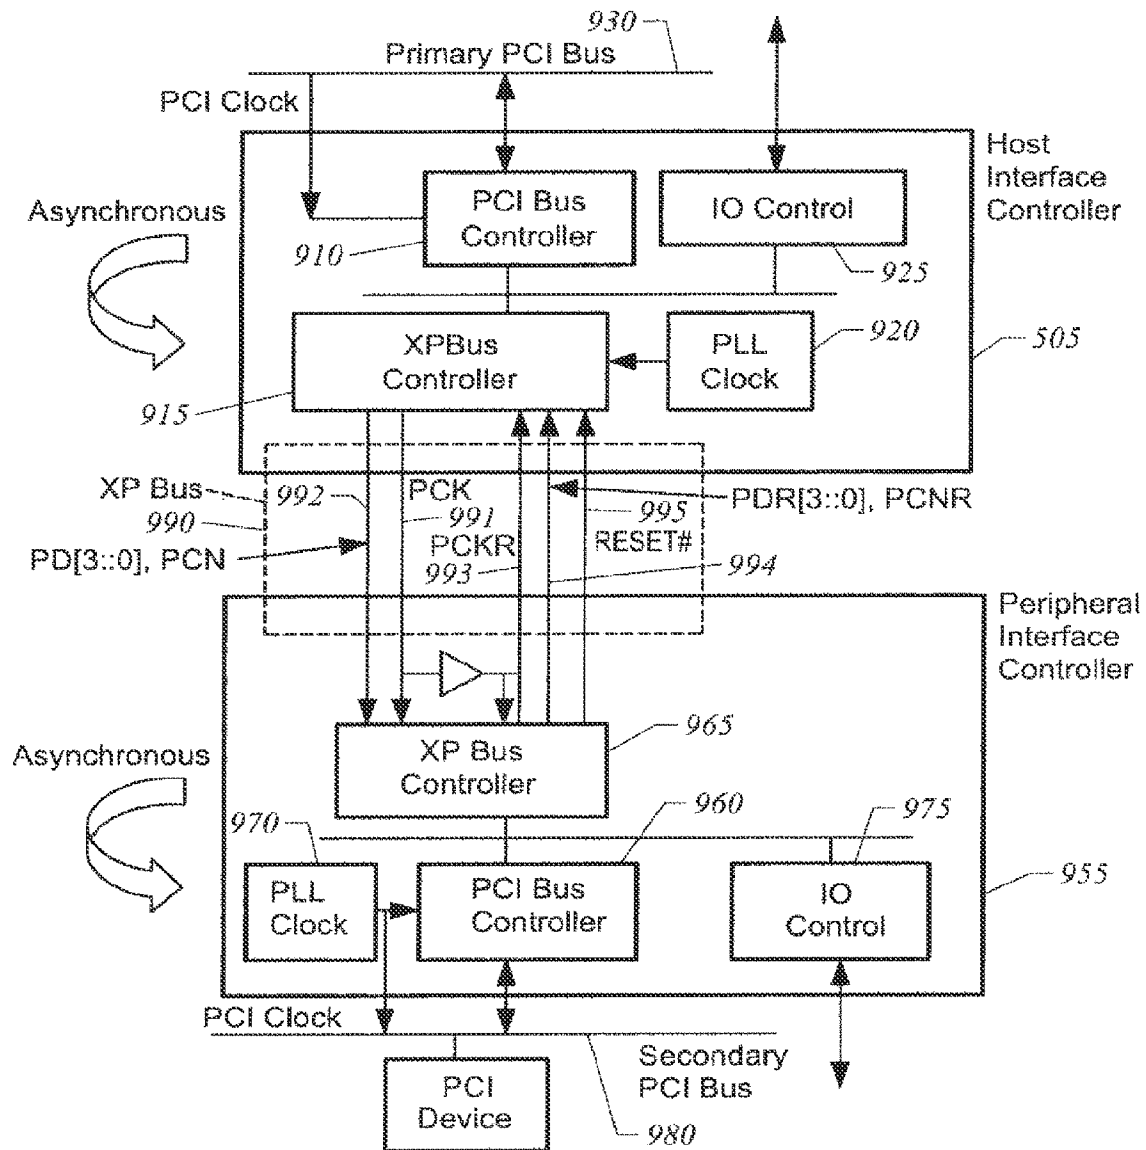 930
Primary PCI Bus
PCI Clock
Host
Interface
Controller
Asynchronous
PCI Bus
Controller
910
IO Control
925
XPBus
Controller
915
PLL
Clock
920
505
XP Bus
990
992
PCK
991
PDR[3::0], PCNR
PD[3::0], PCN
PCKR
993
995
RESET#
994
Peripheral
Interface
Controller
Asynchronous
XP Bus
Controller
965
970
960
975
PLL
Clock
PCI Bus
Controller
IO
Control
955
PCI Clock
Secondary
PCI Bus
PCI
Device
980